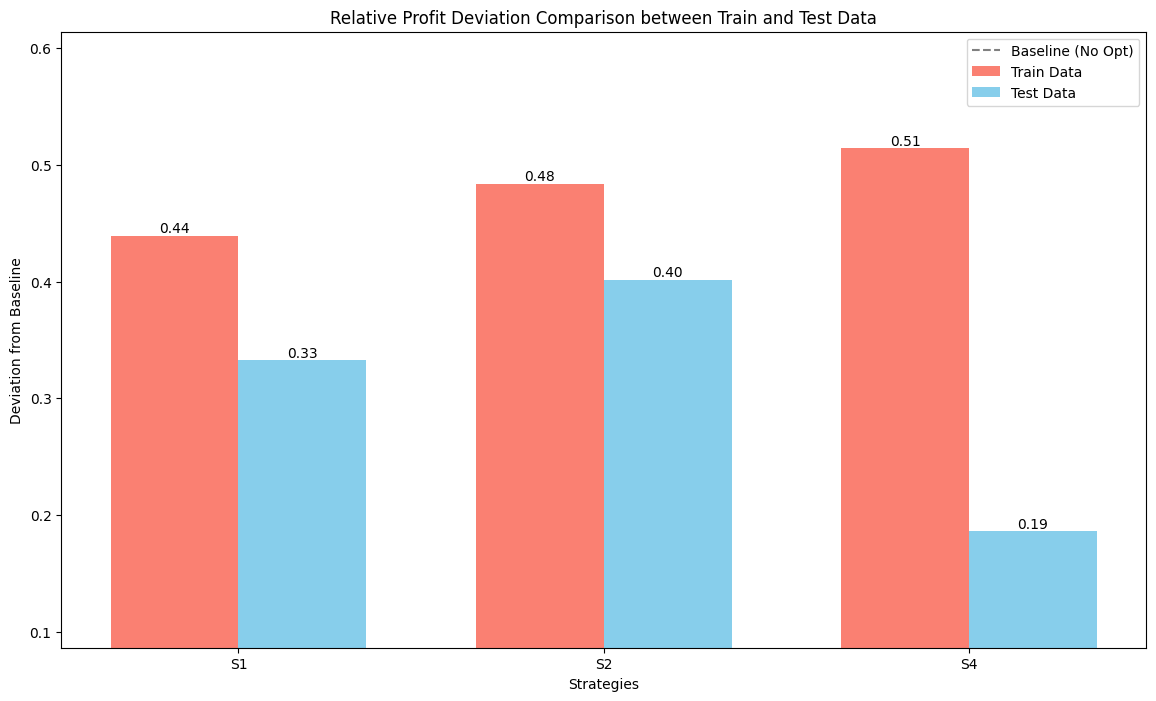 Relative Profit Deviation Comparison between Train and Test Data
Baseline (No Opt)
Train Data
Test Data
Deviation from Baseline
0.6
0.5
0.4
0.3
0.2
0.1
0.44
0.33
0.48
0.40
0.51
0.19
S1
S2
S4
Strategies